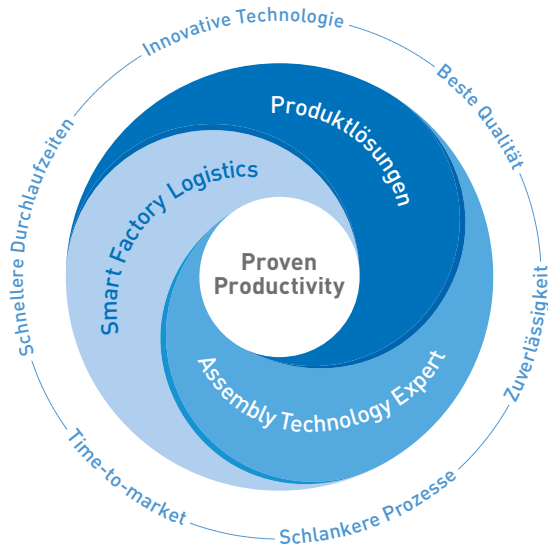 Innovative Technologie
Beste Qualität
Zuverlässigkeit
Schlankere Prozesse
Time-to-market
Schnellere Durchlaufzeiten
Produktlösungen
Smart Factory Logistics
Assembly Technology Expert
Proven
Productivity